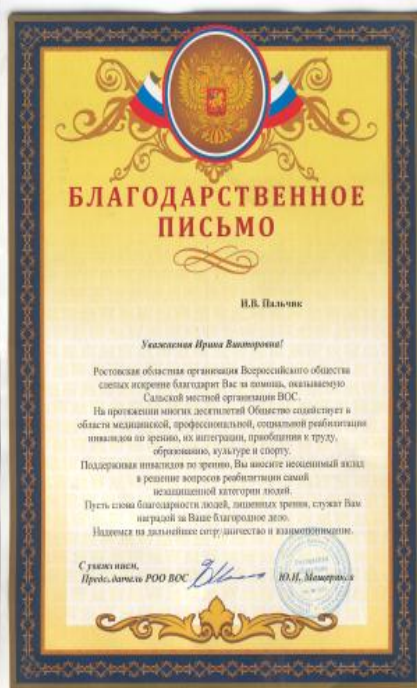 БЛАГОДАРСТВЕННОЕ
ПИСЬМО
И.В. Пальчик
Уважаемая Ирина Викторовна!
Ростовская областная организация Всероссийского общества
слепых искренне благодарит Вас за помощь, оказываемую
Сальской местной организации ВОС.
На протяжении многих десятилетий Общество содействует в
области медицинской, профессиональной, социальной реабилитации
инвалидов по зрению, их интеграции, приобщения к труду,
образованию, культуре и спорту.
Поддерживая инвалидов по зрению, Вы вносите неоценимый вклад
в решение вопросов реабилитации самой
незащищенной категории людей.
Пусть слова благодарности людей, лишенных зрения, служат Вам
наградой за Ваше благородное дело.
Надеемся на дальнейшее сотрудничество и взаимопонимание.
С уважением,
Председатель РОО ВОС Ю.И. Мещеряков